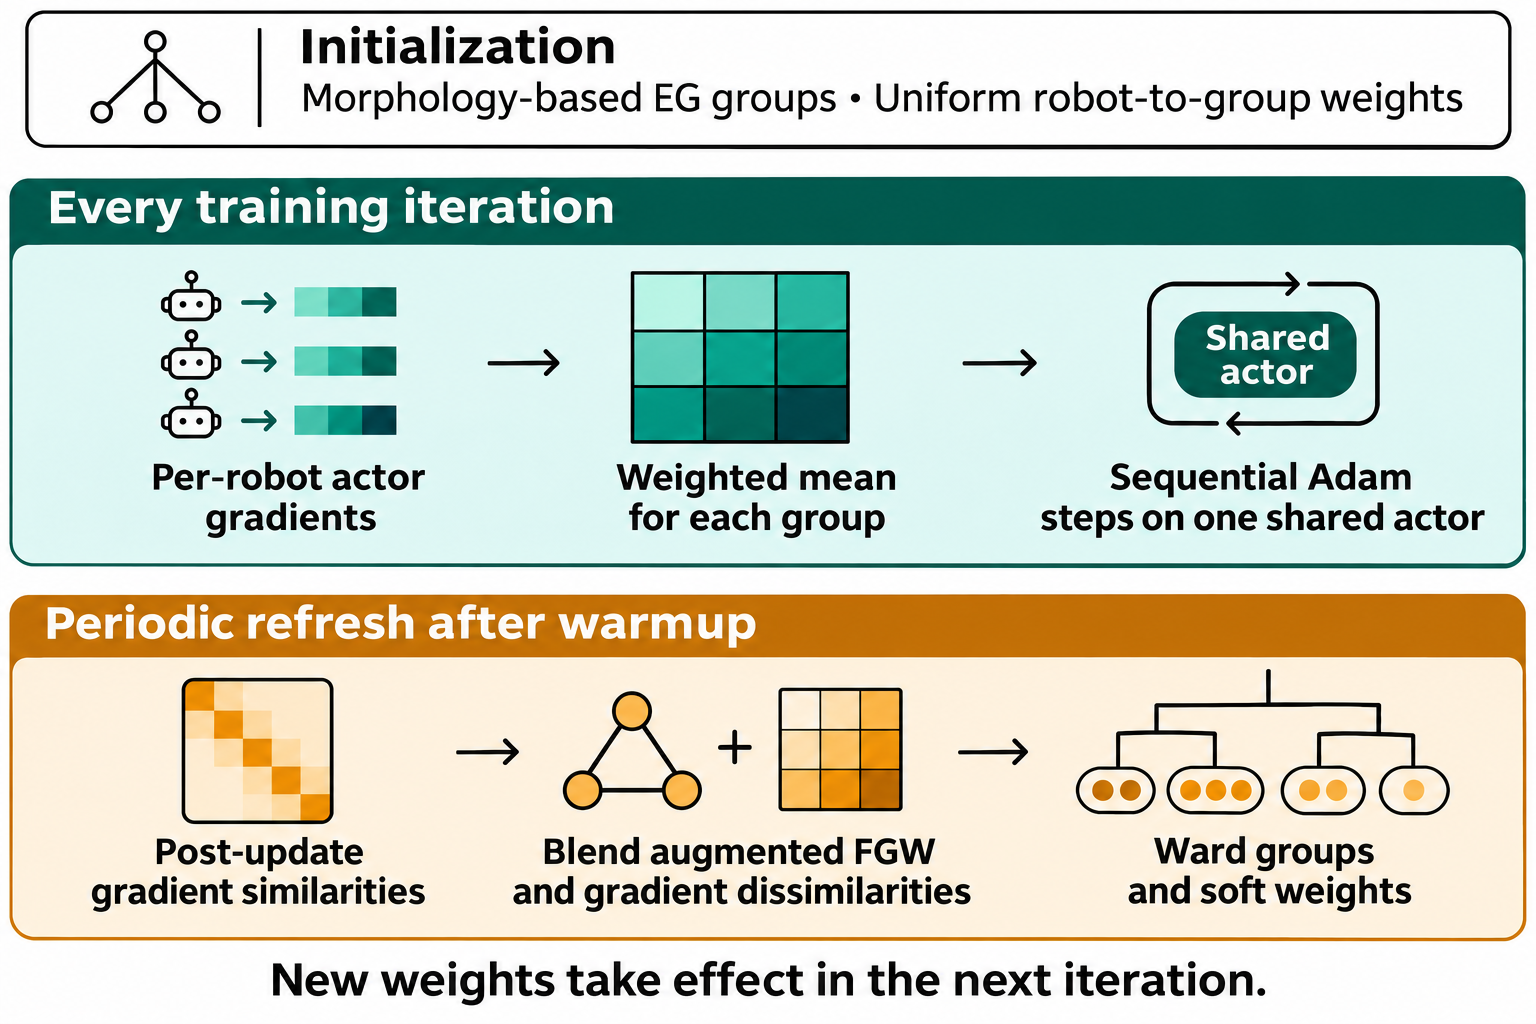 Initialization
Morphology-based EG groups • Uniform robot-to-group weights
Every training iteration
Per-robot actor
gradients
Weighted mean
for each group
Shared
actor
Sequential Adam
steps on one shared actor
Periodic refresh after warmup
Post-update
gradient similarities
Blend augmented FGW
and gradient dissimilarities
Ward groups
and soft weights
New weights take effect in the next iteration.